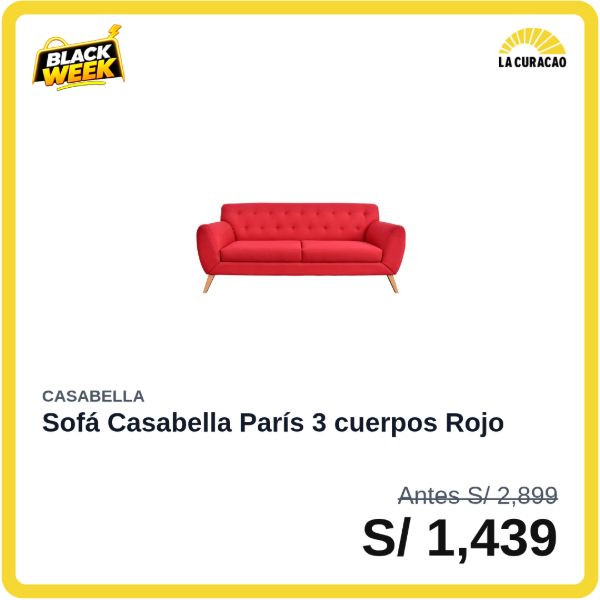 BLACK
WEEK
LA CURACAO
CASABELLA
Sofá Casabella París 3 cuerpos Rojo
Antes S/ 2,899
S/ 1,439